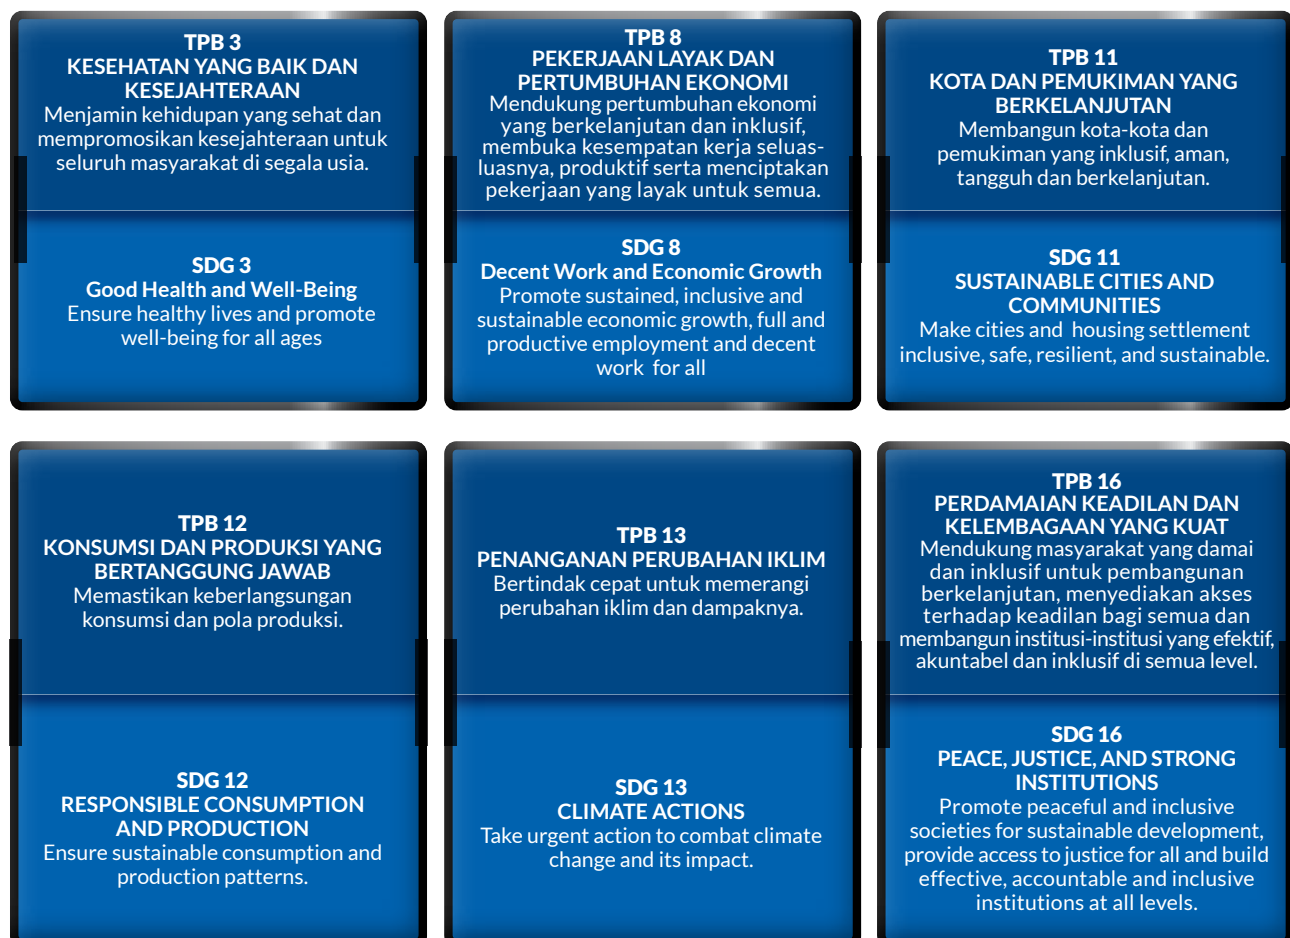 TPB 3
KESEHATAN YANG BAIK DAN
KESEJAHTERAAN
Menjamin kehidupan yang sehat dan
mempromosikan kesejahteraan untuk
seluruh masyarakat di segala usia.
SDG 3
Good Health and Well-Being
Ensure healthy lives and promote
well-being for all ages
TPB 8
PEKERJAAN LAYAK DAN
PERTUMBUHAN EKONOMI
Mendukung pertumbuhan ekonomi
yang berkelanjutan dan inklusif,
membuka kesempatan kerja seluas-
luasnya, produktif serta menciptakan
pekerjaan yang layak untuk semua.
SDG 8
Decent Work and Economic Growth
Promote sustained, inclusive and
sustainable economic growth, full and
productive employment and decent
work  for all
TPB 11
KOTA DAN PEMUKIMAN YANG
BERKELANJUTAN
Membangun kota-kota dan
pemukiman yang inklusif, aman,
tangguh dan berkelanjutan.
SDG 11
SUSTAINABLE CITIES AND
COMMUNITIES
Make cities and  housing settlement
inclusive, safe, resilient, and sustainable.
TPB 12
KONSUMSI DAN PRODUKSI YANG
BERTANGGUNG JAWAB
Memastikan keberlangsungan
konsumsi dan pola produksi.
SDG 12
RESPONSIBLE CONSUMPTION
AND PRODUCTION
Ensure sustainable consumption and
production patterns.
TPB 13
PENANGANAN PERUBAHAN IKLIM
Bertindak cepat untuk memerangi
perubahan iklim dan dampaknya.
SDG 13
CLIMATE ACTIONS
Take urgent action to combat climate
change and its impact.
TPB 16
PERDAMAIAN KEADILAN DAN
KELEMBAGAAN YANG KUAT
Mendukung masyarakat yang damai
dan inklusif untuk pembangunan
berkelanjutan, menyediakan akses
terhadap keadilan bagi semua dan
membangun institusi-institusi yang efektif,
akuntabel dan inklusif di semua level.
SDG 16
PEACE, JUSTICE, AND STRONG
INSTITUTIONS
Promote peaceful and inclusive
societies for sustainable development,
provide access to justice for all and build
effective, accountable and inclusive
institutions at all levels.